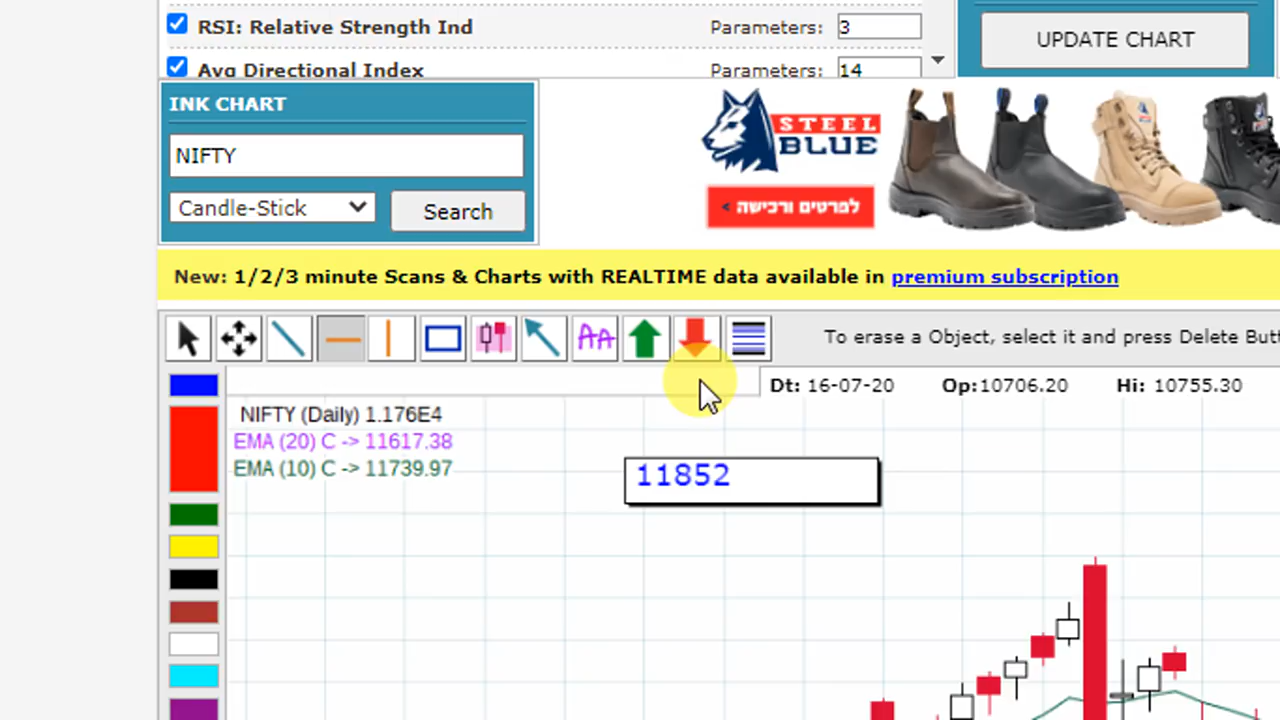 RSI: Relative Strength Ind Parameters: 3
UPDATE CHART
Avg Directional Index Parameters: 14
INK CHART
NIFTY
Candle-Stick Search
STEEL
BLUE
לפרטים ורכישה >
New: 1/2/3 minute Scans & Charts with REALTIME data available in premium subscription
AA To erase a Object, select it and press Delete Butt
Dt: 16-07-20 Op:10706.20 Hi: 10755.30
NIFTY (Daily) 1.176E4
EMA (20) C -> 11617.38
EMA (10) C -> 11739.97
11852